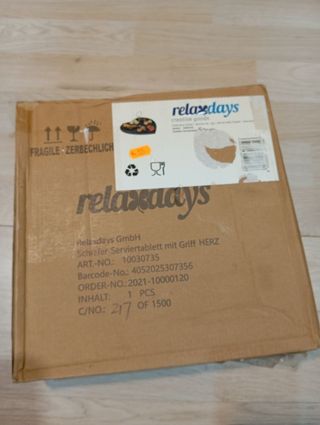 relaxdays
creative goods
FRAGILE · ZERBECHLICH
relaxdays
Relaxdays GmbH
Schiefer Serviertablett mit Griff HERZ
ART.-NO.: 10030735
Barcode-No.: 4052025307356
ORDER-NO.:2021-10000120
INHALT: 1 PCS
C/NO.: 217 OF 1500